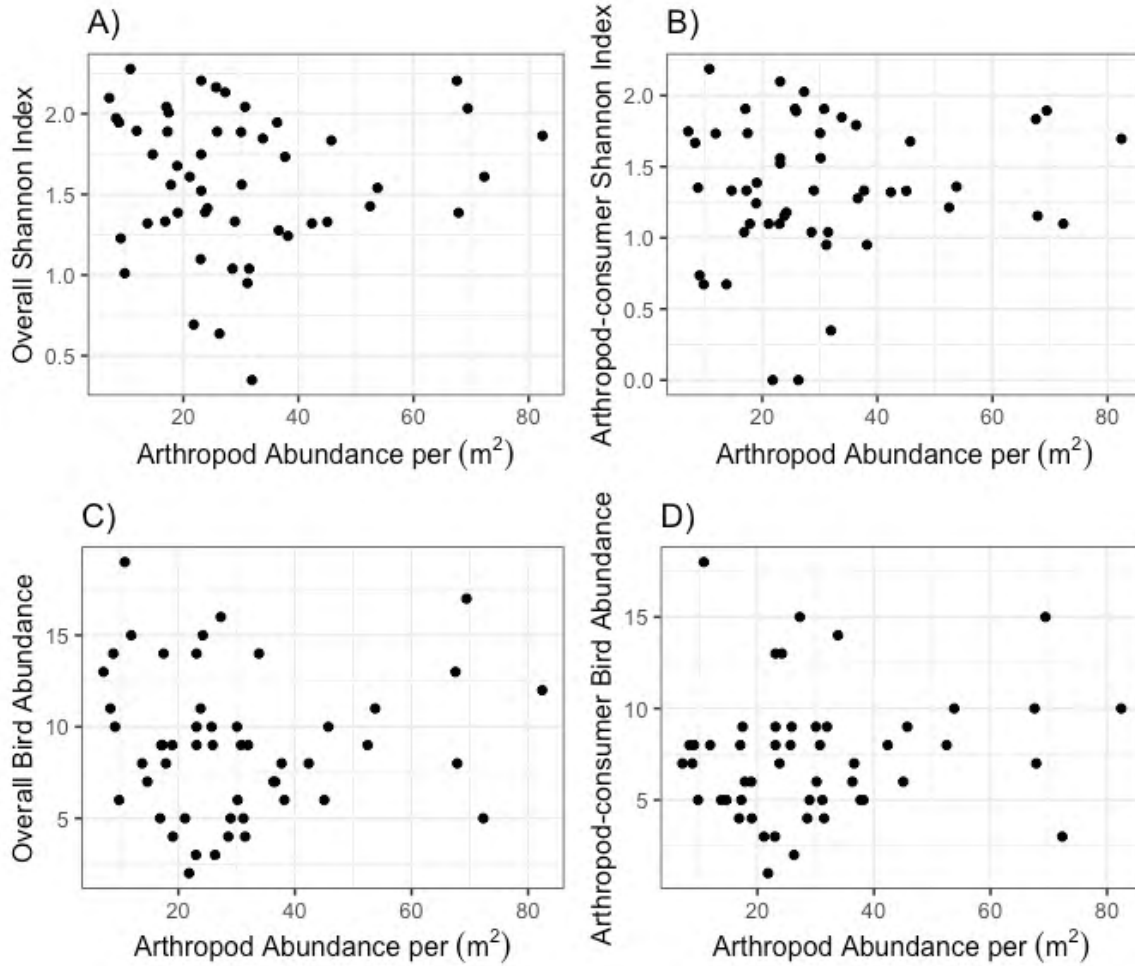 A)
Overall Shannon Index
2.0
1.5
1.0
0.5
20
40
60
80
Arthropod Abundance per (m²)
B)
Arthropod-consumer Shannon Index
2.0
1.5
1.0
0.5
0.0
20
40
60
80
Arthropod Abundance per (m²)
C)
Overall Bird Abundance
15
10
5
20
40
60
80
Arthropod Abundance per (m²)
D)
Arthropod-consumer Bird Abundance
15
10
5
20
40
60
80
Arthropod Abundance per (m²)